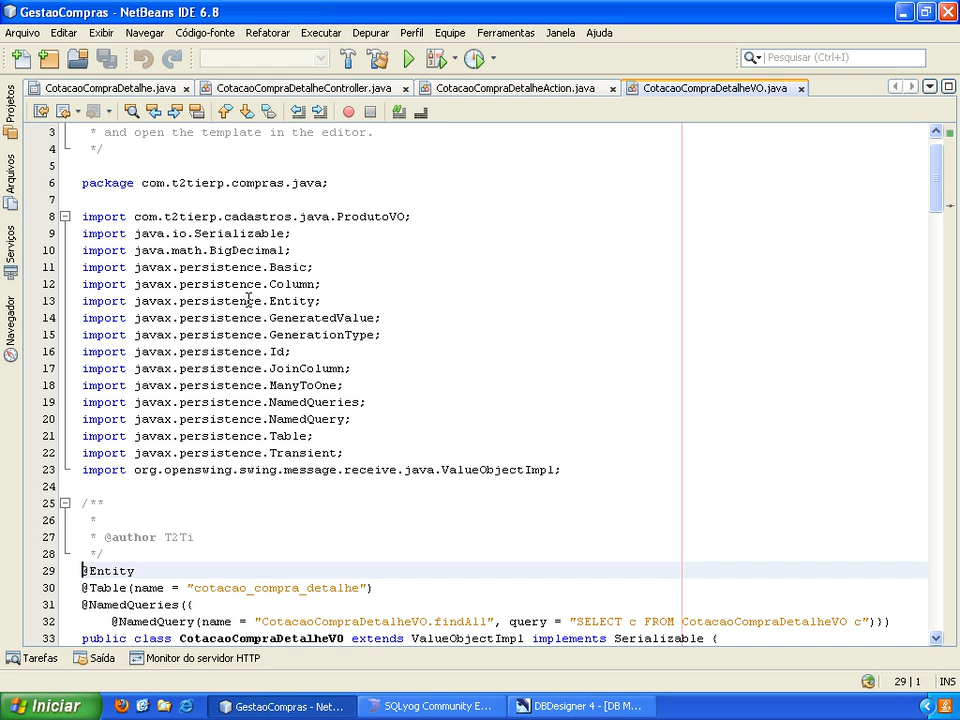 GestaoCompras - NetBeans IDE 6.8
Arquivo Editar Exibir Navegar Código-fonte Refatorar Executar Depurar Perfil Equipe Ferramentas Janela Ajuda
Pesquisar (Ctrl+I)
CotacaoCompraDetalhe.java CotacaoCompraDetalheController.java CotacaoCompraDetalheAction.java CotacaoCompraDetalheVO.java
Projetos
Arquivos
Serviços
Navegador
3 * and open the template in the editor.
4 */
5
6 package com.t2tierp.compras.java;
7
8 import com.t2tierp.cadastros.java.ProdutoVO;
9 import java.io.Serializable;
10 import java.math.BigDecimal;
11 import javax.persistence.Basic;
12 import javax.persistence.Column;
13 import javax.persistence.Entity;
14 import javax.persistence.GeneratedValue;
15 import javax.persistence.GenerationType;
16 import javax.persistence.Id;
17 import javax.persistence.JoinColumn;
18 import javax.persistence.ManyToOne;
19 import javax.persistence.NamedQueries;
20 import javax.persistence.NamedQuery;
21 import javax.persistence.Table;
22 import javax.persistence.Transient;
23 import org.openswing.swing.message.receive.java.ValueObjectImpl;
24
25 /**
26 *
27 * @author T2Ti
28 */
29 @Entity
30 @Table(name = "cotacao_compra_detalhe")
31 @NamedQueries({
32 @NamedQuery(name = "CotacaoCompraDetalheVO.findAll", query = "SELECT c FROM CotacaoCompraDetalheVO c")})
33 public class CotacaoCompraDetalheVO extends ValueObjectImpl implements Serializable {
Tarefas Saída Monitor do servidor HTTP
29 | 1 INS
Iniciar GestaoCompras - Net... SQLyog Community E... DBDesigner 4 - [DB M...